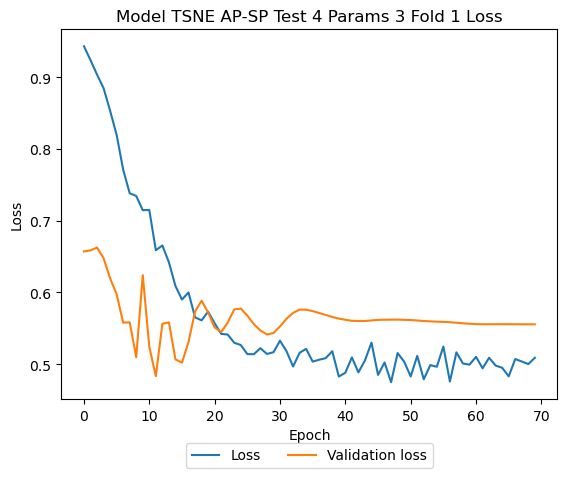 Model TSNE AP-SP Test 4 Params 3 Fold 1 Loss
0.9
0.8
0.7
0.6
0.5
Loss
0 10 20 30 40 50 60 70
Epoch
Loss Validation loss